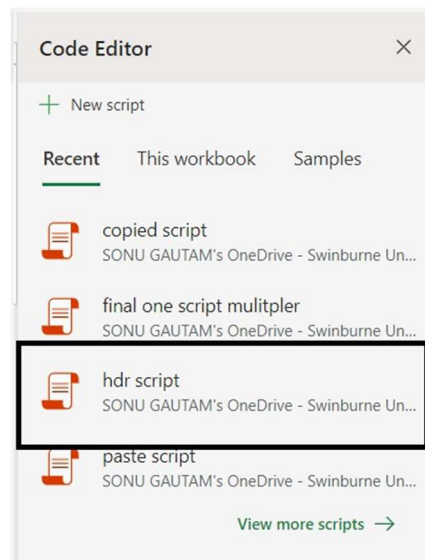 Code Editor
+ New script
Recent This workbook Samples
copied script
SONU GAUTAM's OneDrive - Swinburne Un...
final one script mulitpler
SONU GAUTAM's OneDrive - Swinburne Un...
hdr script
SONU GAUTAM's OneDrive - Swinburne Un...
paste script
SONU GAUTAM's OneDrive - Swinburne Un...
View more scripts →